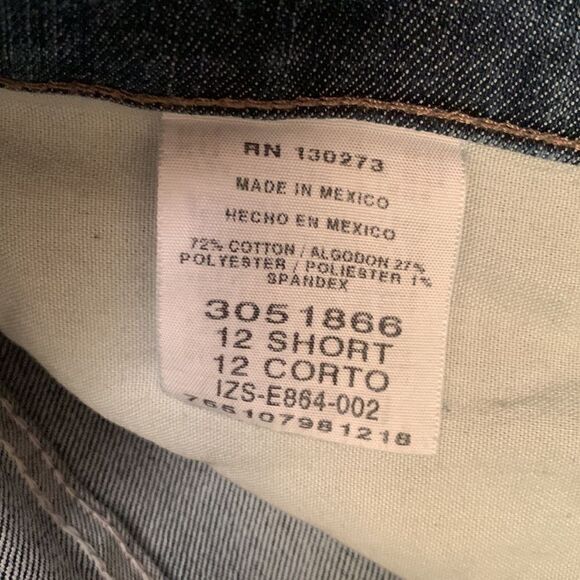 RN 130273
MADE IN MEXICO
HECHO EN MEXICO
72% COTTON / ALGODON 27%
POLYESTER / POLIESTER 1%
SPANDEX
3051866
12 SHORT
12 CORTO
IZS-E864-002
755107981218